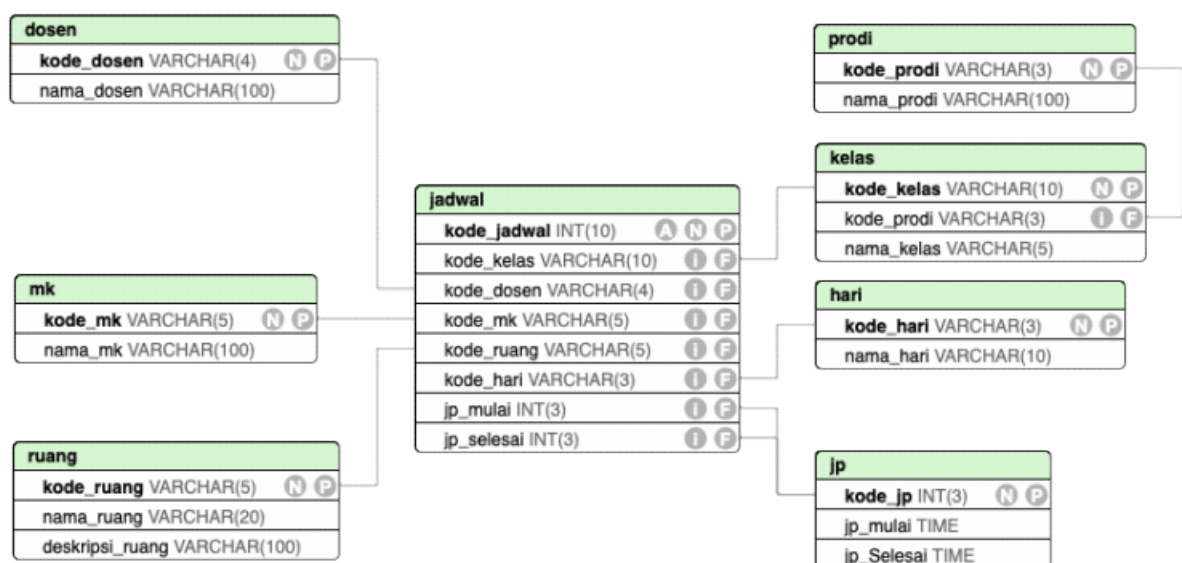 dosen
kode_dosen VARCHAR(4) N P
nama_dosen VARCHAR(100)
prodi
kode_prodi VARCHAR(3) N P
nama_prodi VARCHAR(100)
kelas
kode_kelas VARCHAR(10) N P
kode_prodi VARCHAR(3) i F
nama_kelas VARCHAR(5)
jadwal
kode_jadwal INT(10) A N P
kode_kelas VARCHAR(10) i F
kode_dosen VARCHAR(4) i F
kode_mk VARCHAR(5) i F
kode_ruang VARCHAR(5) i F
kode_hari VARCHAR(3) i F
jp_mulai INT(3) i F
jp_selesai INT(3) i F
mk
kode_mk VARCHAR(5) N P
nama_mk VARCHAR(100)
hari
kode_hari VARCHAR(3) N P
nama_hari VARCHAR(10)
ruang
kode_ruang VARCHAR(5) N P
nama_ruang VARCHAR(20)
deskripsi_ruang VARCHAR(100)
jp
kode_jp INT(3) N P
jp_mulai TIME
jp_Selesai TIME